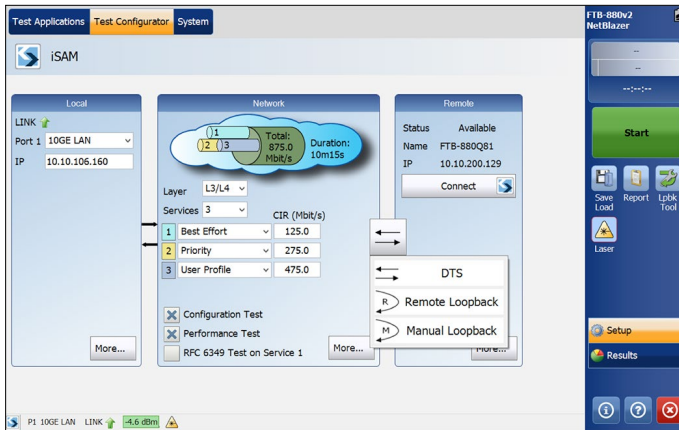 Test Applications Test Configurator System
iSAM
Local
LINK
Port 1 10GE LAN
IP 10.10.106.160
More...
Network
1
2 3
Total:
875.0
Mbit/s
Duration:
10m15s
Layer L3/L4
Services 3
CIR (Mbit/s)
1 Best Effort 125.0
2 Priority 275.0
3 User Profile 475.0
Configuration Test
Performance Test
RFC 6349 Test on Service 1
More...
Remote
Status Available
Name FTB-880Q81
IP 10.10.200.129
Connect
DTS
R Remote Loopback
M Manual Loopback
More...
FTB-880v2
NetBlazer
--
--
--:--:--
Start
Save
Load
Report
Lpbk
Tool
Laser
Setup
Results
P1 10GE LAN LINK -4.6 dBm